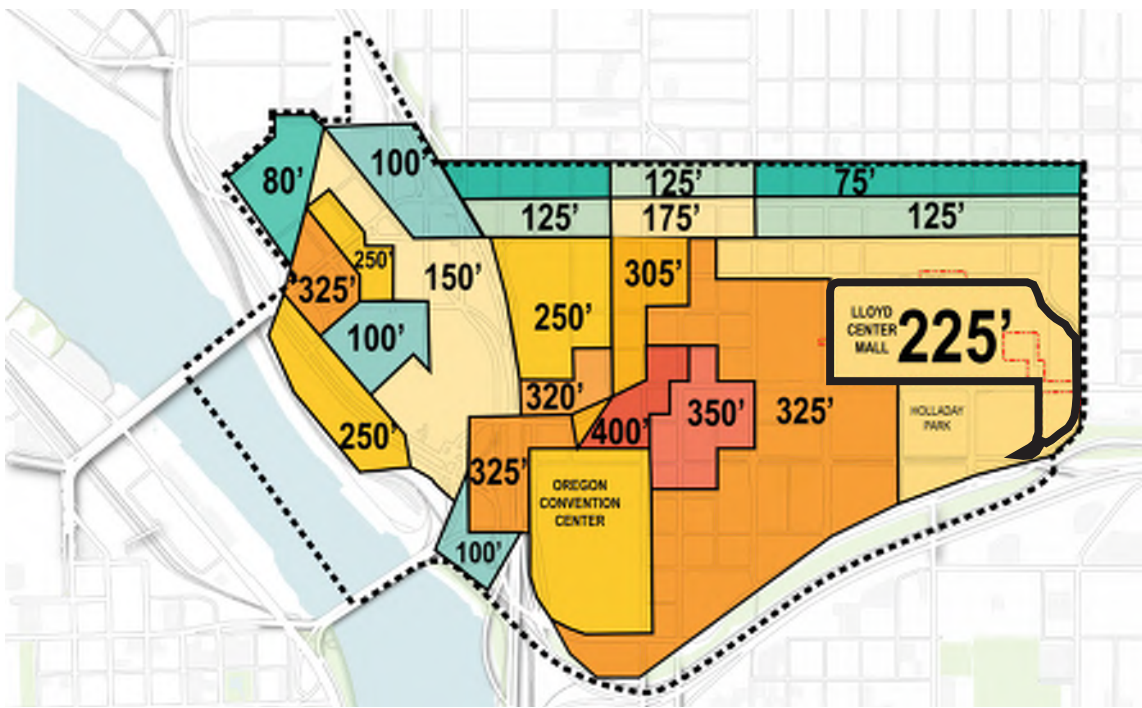 80'
100'
125'
75'
125'
175'
125'
325'
250'
150'
305'
250'
100'
LLOYD
CENTER
MALL
225'
320'
350'
325'
HOLLADAY
PARK
250'
400'
325'
OREGON
CONVENTION
CENTER
100'